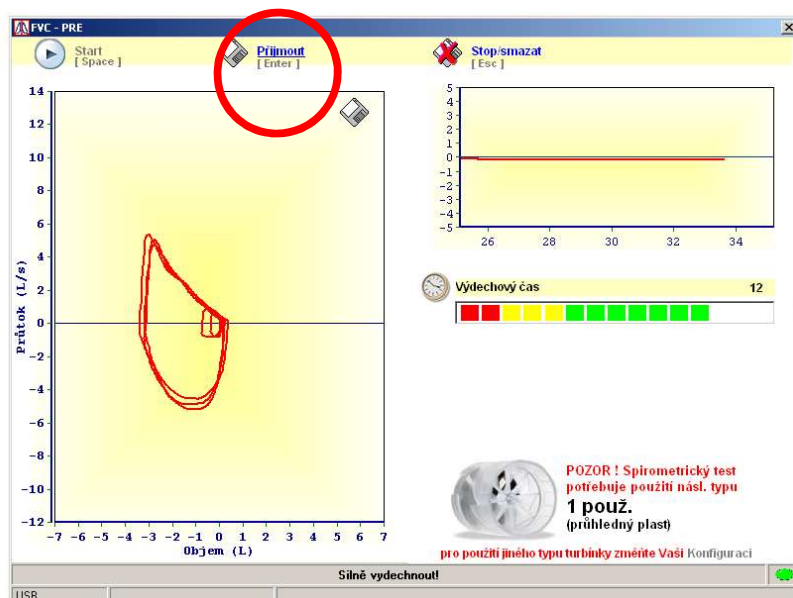 FVC - PRE
Start
[ Space ]
Přijmout
[ Enter ]
Stop/smazat
[ Esc ]
14
12
10
8
6
4
2
0
-2
-4
-6
-8
-10
-12
Průtok (L/s)
-7 -6 -5 -4 -3 -2 -1 0 1 2 3 4 5 6 7
Objem (L)
5
4
3
2
1
0
-1
-2
-3
-4
-5
26 28 30 32 34
Výdechový čas 12
POZOR ! Spirometrický test
potřebuje použití násl. typu
1 použ.
(průhledný plast)
pro použití jiného typu turbínky změňte Vaši Konfiguraci
Silně vydechnout!
USB